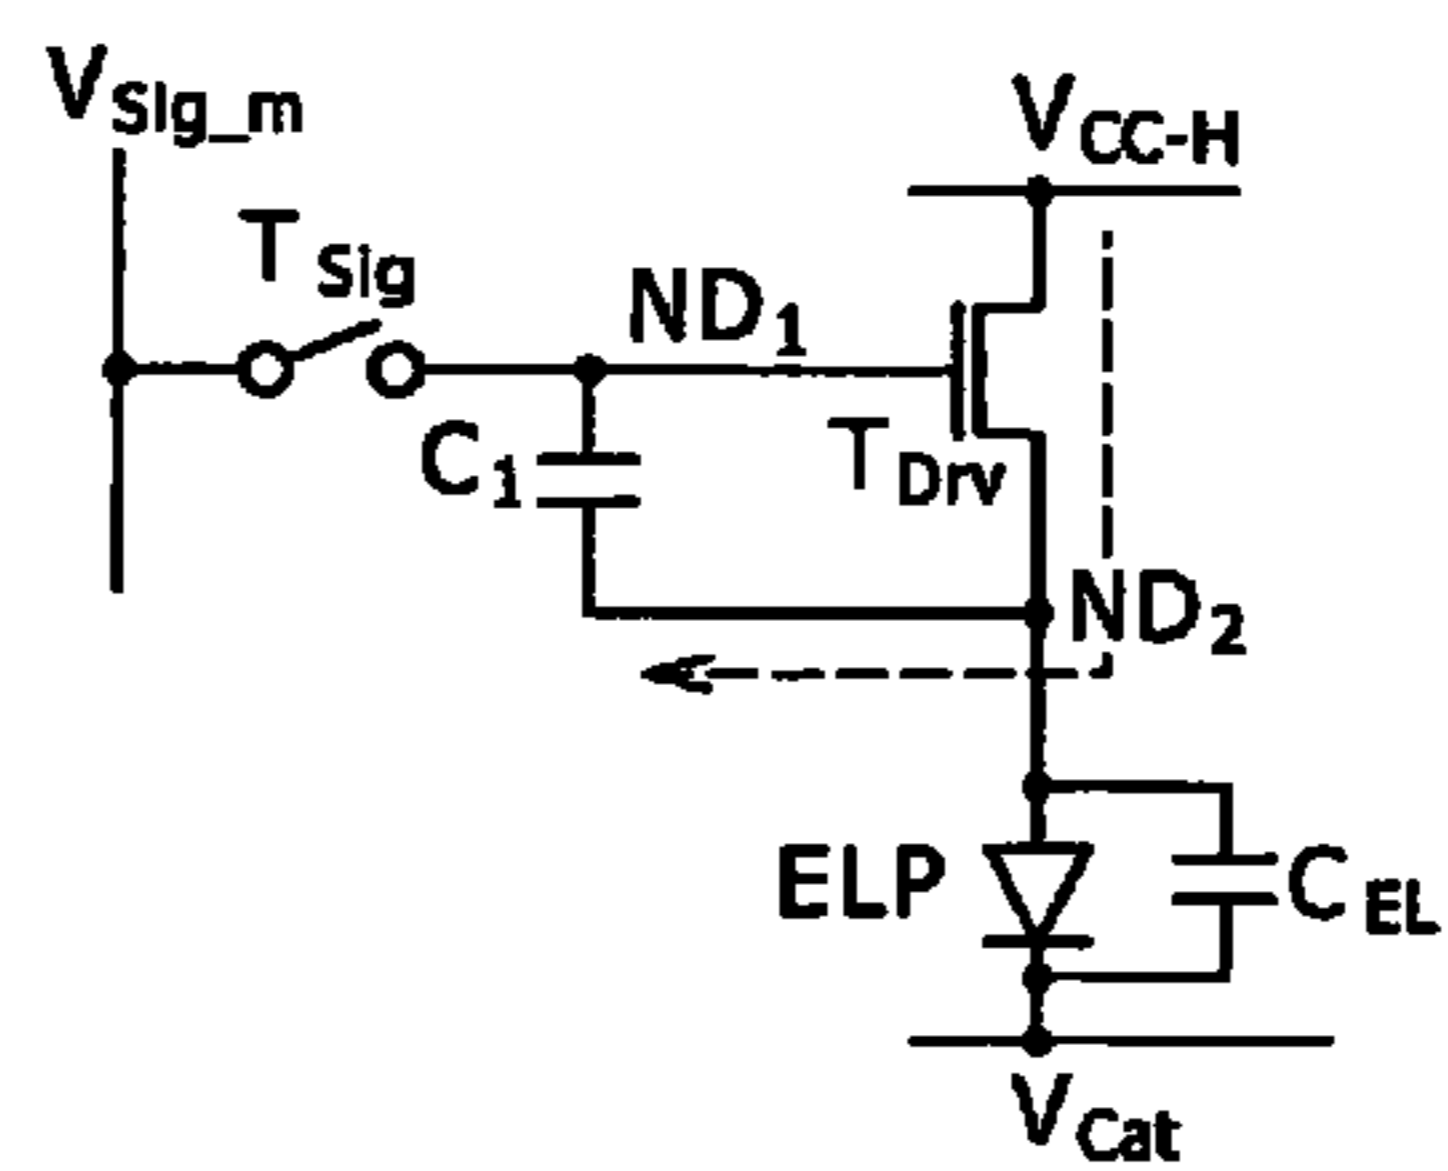 VSig_m
VCC-H
TSig
ND1
C1
TDrv
ND2
ELP
CEL
VCat